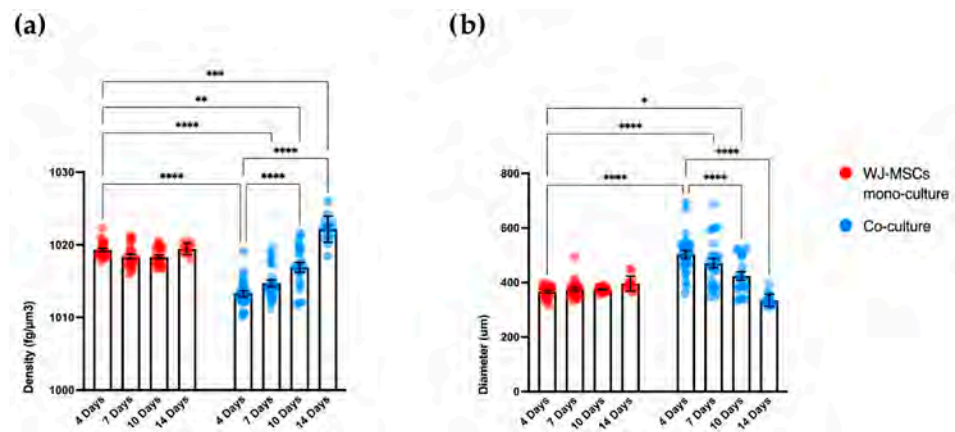 (a)
(b)
***
**
****
****
****
****
*
****
****
****
****
1030
1020
1010
1000
Density (fg/µm3)
4 Days
7 Days
10 Days
14 Days
4 Days
7 Days
10 Days
14 Days
800
600
400
200
0
Diameter (um)
4 Days
7 Days
10 Days
14 Days
4 Days
7 Days
10 Days
14 Days
WJ-MSCs
mono-culture
Co-culture